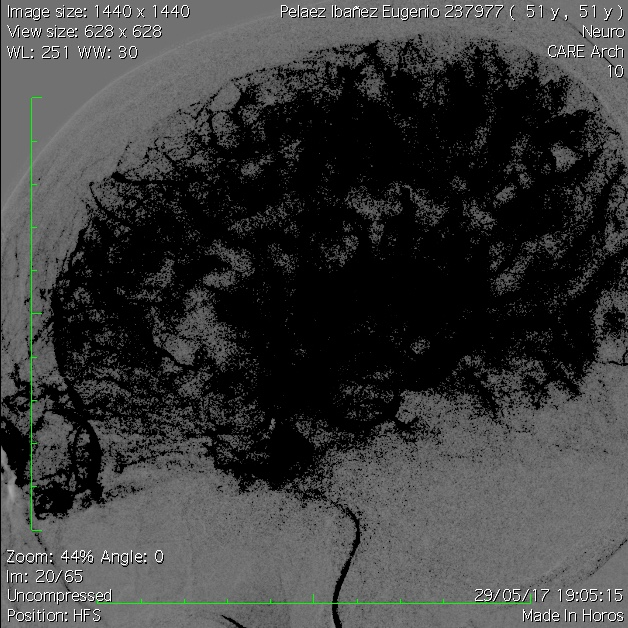 Image size: 1440 x 1440
View size: 628 x 628
WL: 251 WW: 30
Pelaez Ibañez Eugenio 237977 ( 51 y , 51 y )
Neuro
CARE Arch
10
Zoom: 44% Angle: 0
Im: 20/65
Uncompressed
Position: HFS
29/05/17 19:05:15
Made In Horos